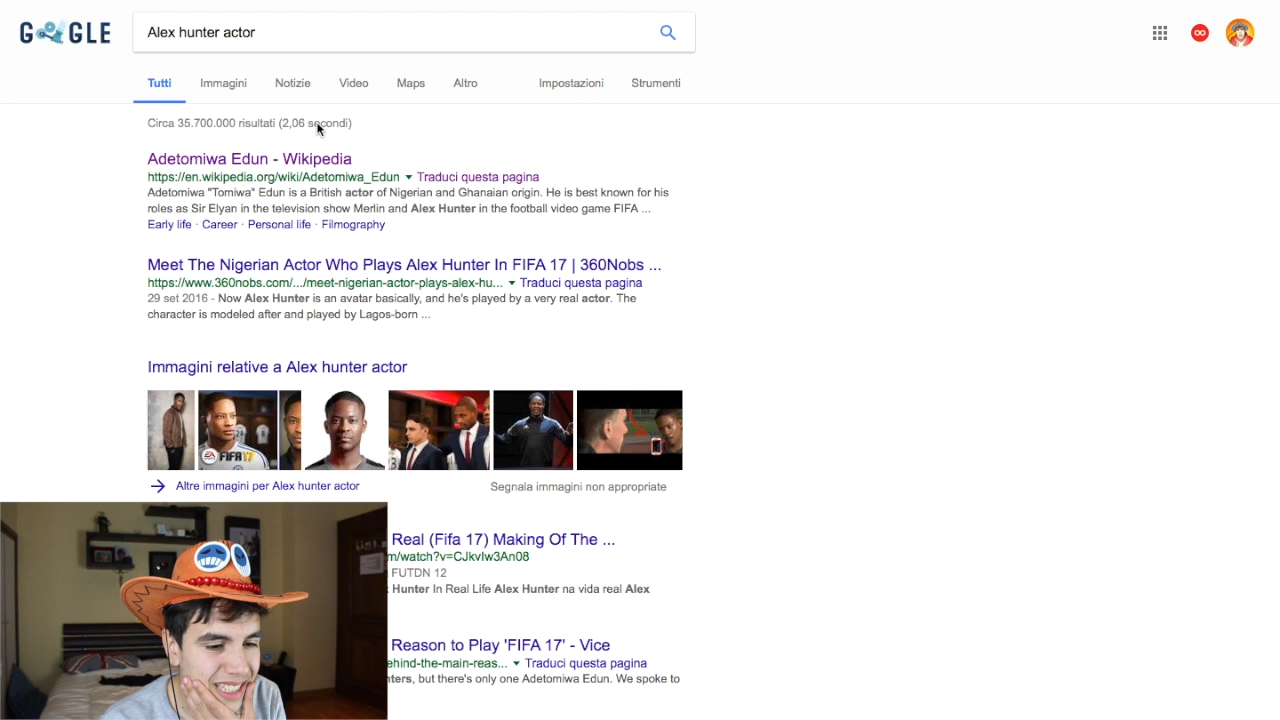 GOOGLE
Alex hunter actor
Tutti Immagini Notizie Video Maps Altro Impostazioni Strumenti
Circa 35.700.000 risultati (2,06 secondi)
Adetomiwa Edun - Wikipedia
https://en.wikipedia.org/wiki/Adetomiwa_Edun Traduci questa pagina
Adetomiwa "Tomiwa" Edun is a British actor of Nigerian and Ghanaian origin. He is best known for his
roles as Sir Elyan in the television show Merlin and Alex Hunter in the football video game FIFA ...
Early life · Career · Personal life · Filmography
Meet The Nigerian Actor Who Plays Alex Hunter In FIFA 17 | 360Nobs ...
https://www.360nobs.com/.../meet-nigerian-actor-plays-alex-hu... Traduci questa pagina
29 set 2016 - Now Alex Hunter is an avatar basically, and he's played by a very real actor. The
character is modeled after and played by Lagos-born ...
Immagini relative a Alex hunter actor
EA SPORTS FIFA 17
Altre immagini per Alex hunter actor Segnala immagini non appropriate
Real (Fifa 17) Making Of The ...
m/watch?v=CJkvIw3An08
FUTDN 12
Hunter In Real Life Alex Hunter na vida real Alex
Reason to Play 'FIFA 17' - Vice
ehind-the-main-reas... Traduci questa pagina
nters, but there's only one Adetomiwa Edun. We spoke to